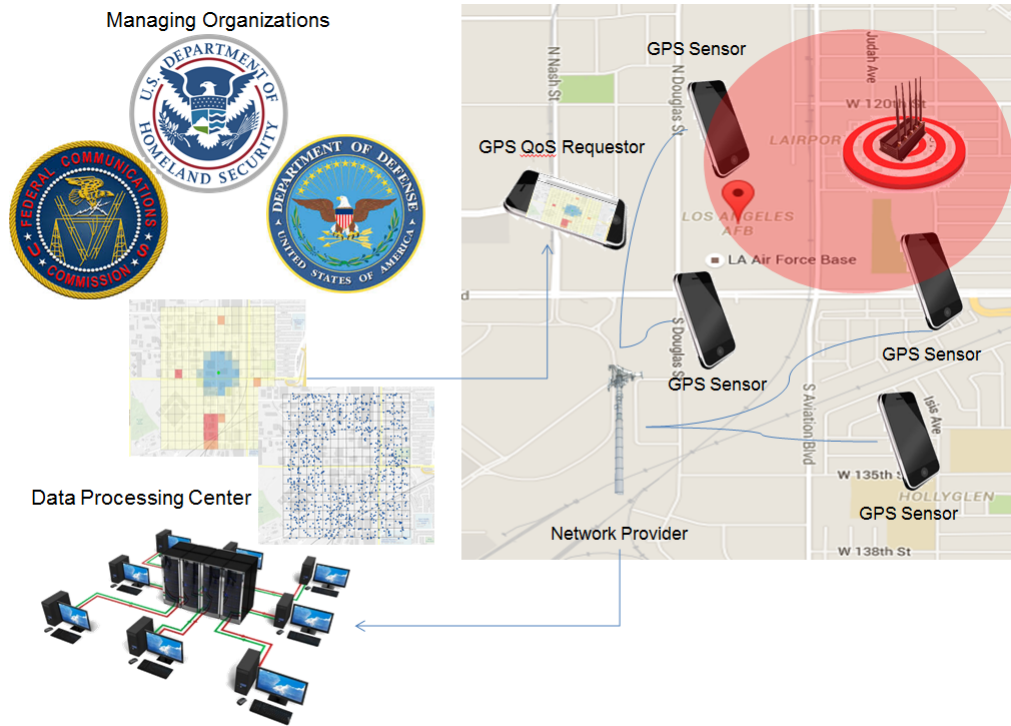 Managing Organizations
U.S. DEPARTMENT OF
HOMELAND SECURITY
FEDERAL COMMUNICATIONS
COMMISSION
U S
DEPARTMENT OF DEFENSE
UNITED STATES OF AMERICA
GPS Sensor
GPS QoS Requestor
N Nash St
N Douglas St
Judah Ave
W 120th St
LAIRPORT
LOS ANGELES
AFB
LA Air Force Base
d
S Douglas St
GPS Sensor
GPS Sensor
S Aviation Blvd
Isis Ave
W 135th St
HOLLYGLEN
GPS Sensor
Network Provider
W 138th St
Data Processing Center